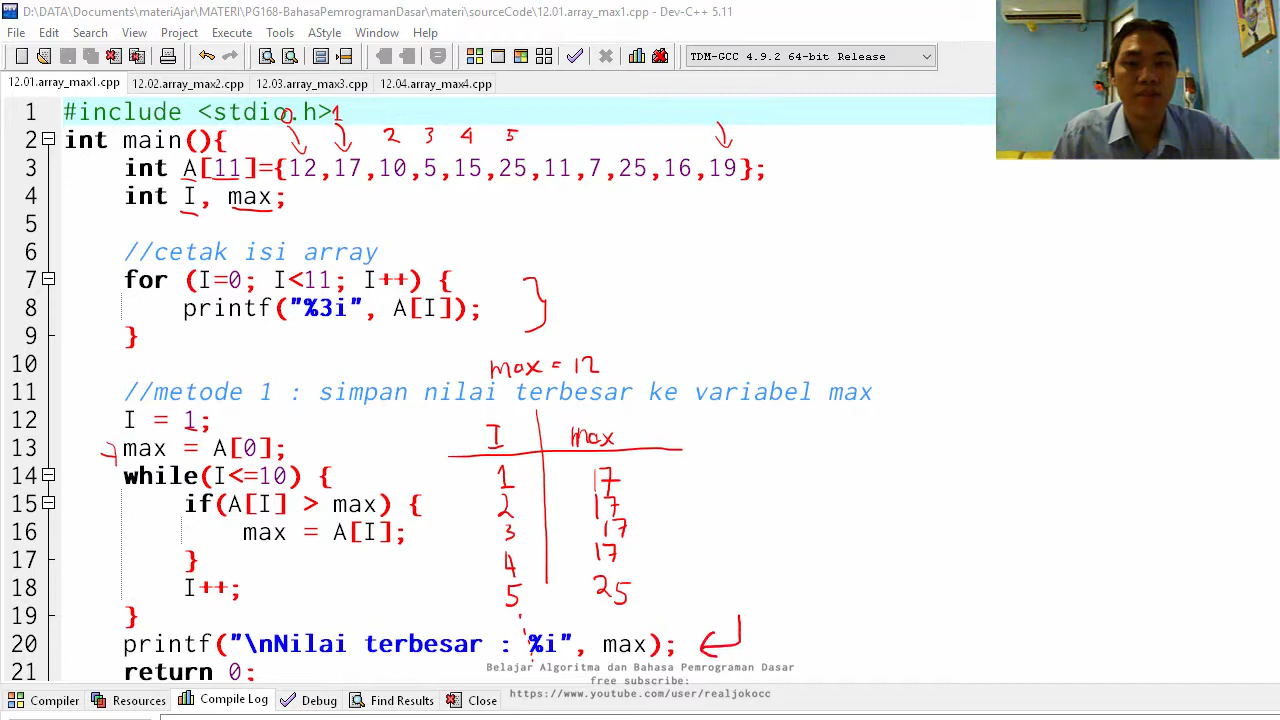 D:\DATA\Documents\materiAjar\MATERI\PG168-BahasaPemrogramanDasar\materi\sourceCode\12.01.array_max1.cpp - Dev-C++ 5.11
File Edit Search View Project Execute Tools AStyle Window Help
TDM-GCC 4.9.2 64-bit Release
12.01.array_max1.cpp 12.02.array_max2.cpp 12.03.array_max3.cpp 12.04.array_max4.cpp
1 #include <stdio.h>
0 1
2 int main(){
2 3 4 5
3 int A[11]={12,17,10,5,15,25,11,7,25,16,19};
4 int I, max;
5
6 //cetak isi array
7 for (I=0; I<11; I++) {
8 printf("%3i", A[I]);
9 }
10
max = 12
11 //metode 1 : simpan nilai terbesar ke variabel max
12 I = 1;
I max
13 max = A[0];
14 while(I<=10) {
1 17
15 if(A[I] > max) {
2 17
16 max = A[I];
3 17
17 }
4 17
18 I++;
5 25
19 }
20 printf("\nNilai terbesar : %i", max);
21 return 0;
Belajar Algoritma dan Bahasa Pemrograman Dasar
free subscribe:
https://www.youtube.com/user/realjokocc
Compiler Resources Compile Log Debug Find Results Close